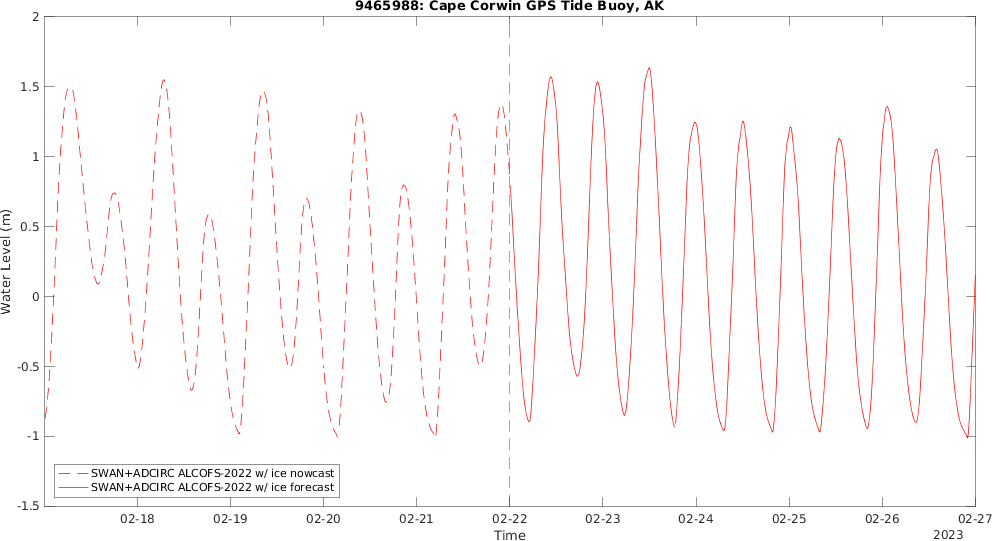 9465988: Cape Corwin GPS Tide Buoy, AK
2
1.5
1
0.5
0
-0.5
-1
-1.5
Water Level (m)
SWAN+ADCIRC ALCOFS-2022 w/ ice nowcast
SWAN+ADCIRC ALCOFS-2022 w/ ice forecast
02-18 02-19 02-20 02-21 02-22 02-23 02-24 02-25 02-26 02-27
Time
2023